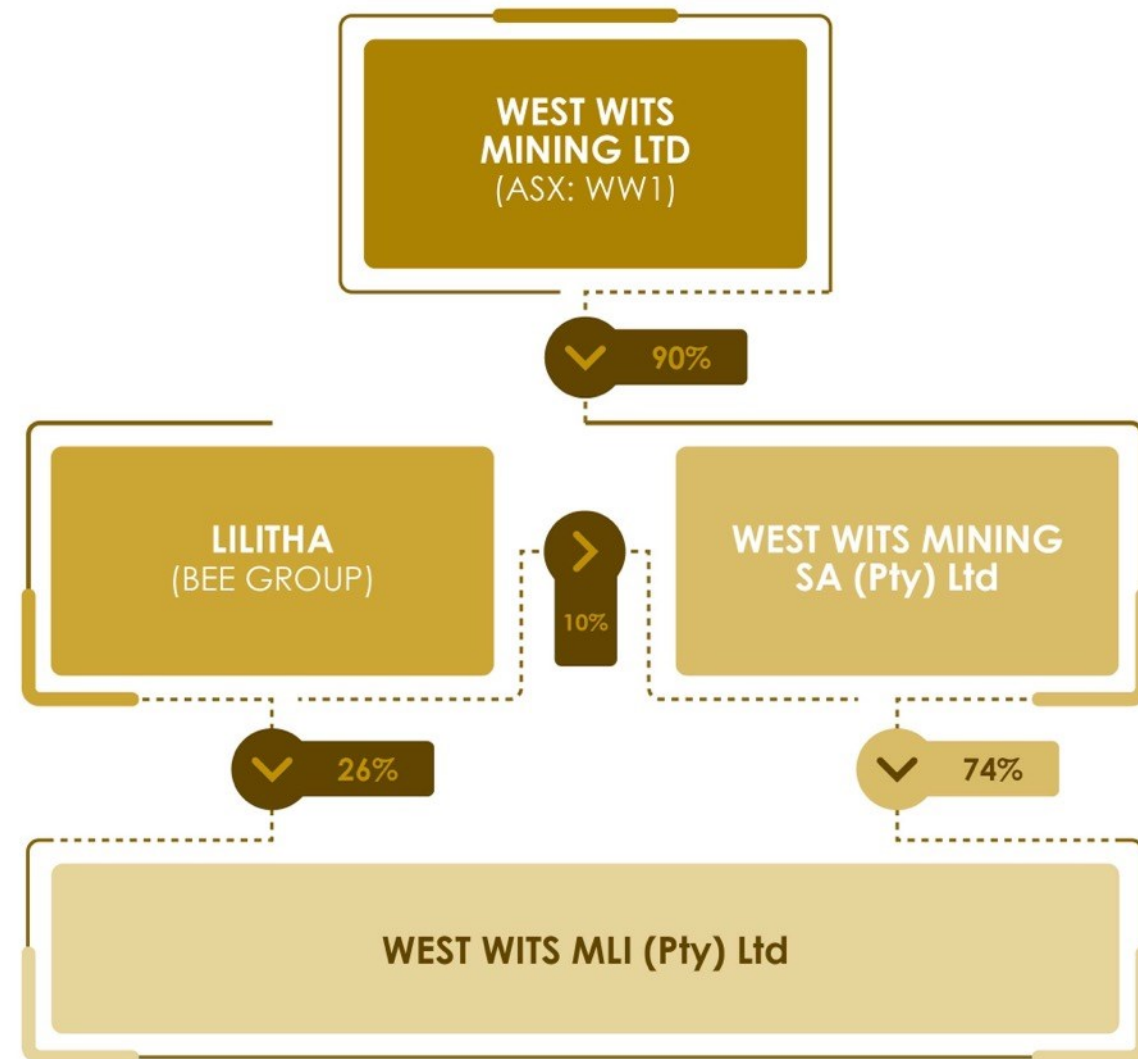 WEST WITS
MINING LTD
(ASX: WW1)
90%
LILITHA
(BEE GROUP)
10%
WEST WITS MINING
SA (Pty) Ltd
26%
74%
WEST WITS MLI (Pty) Ltd